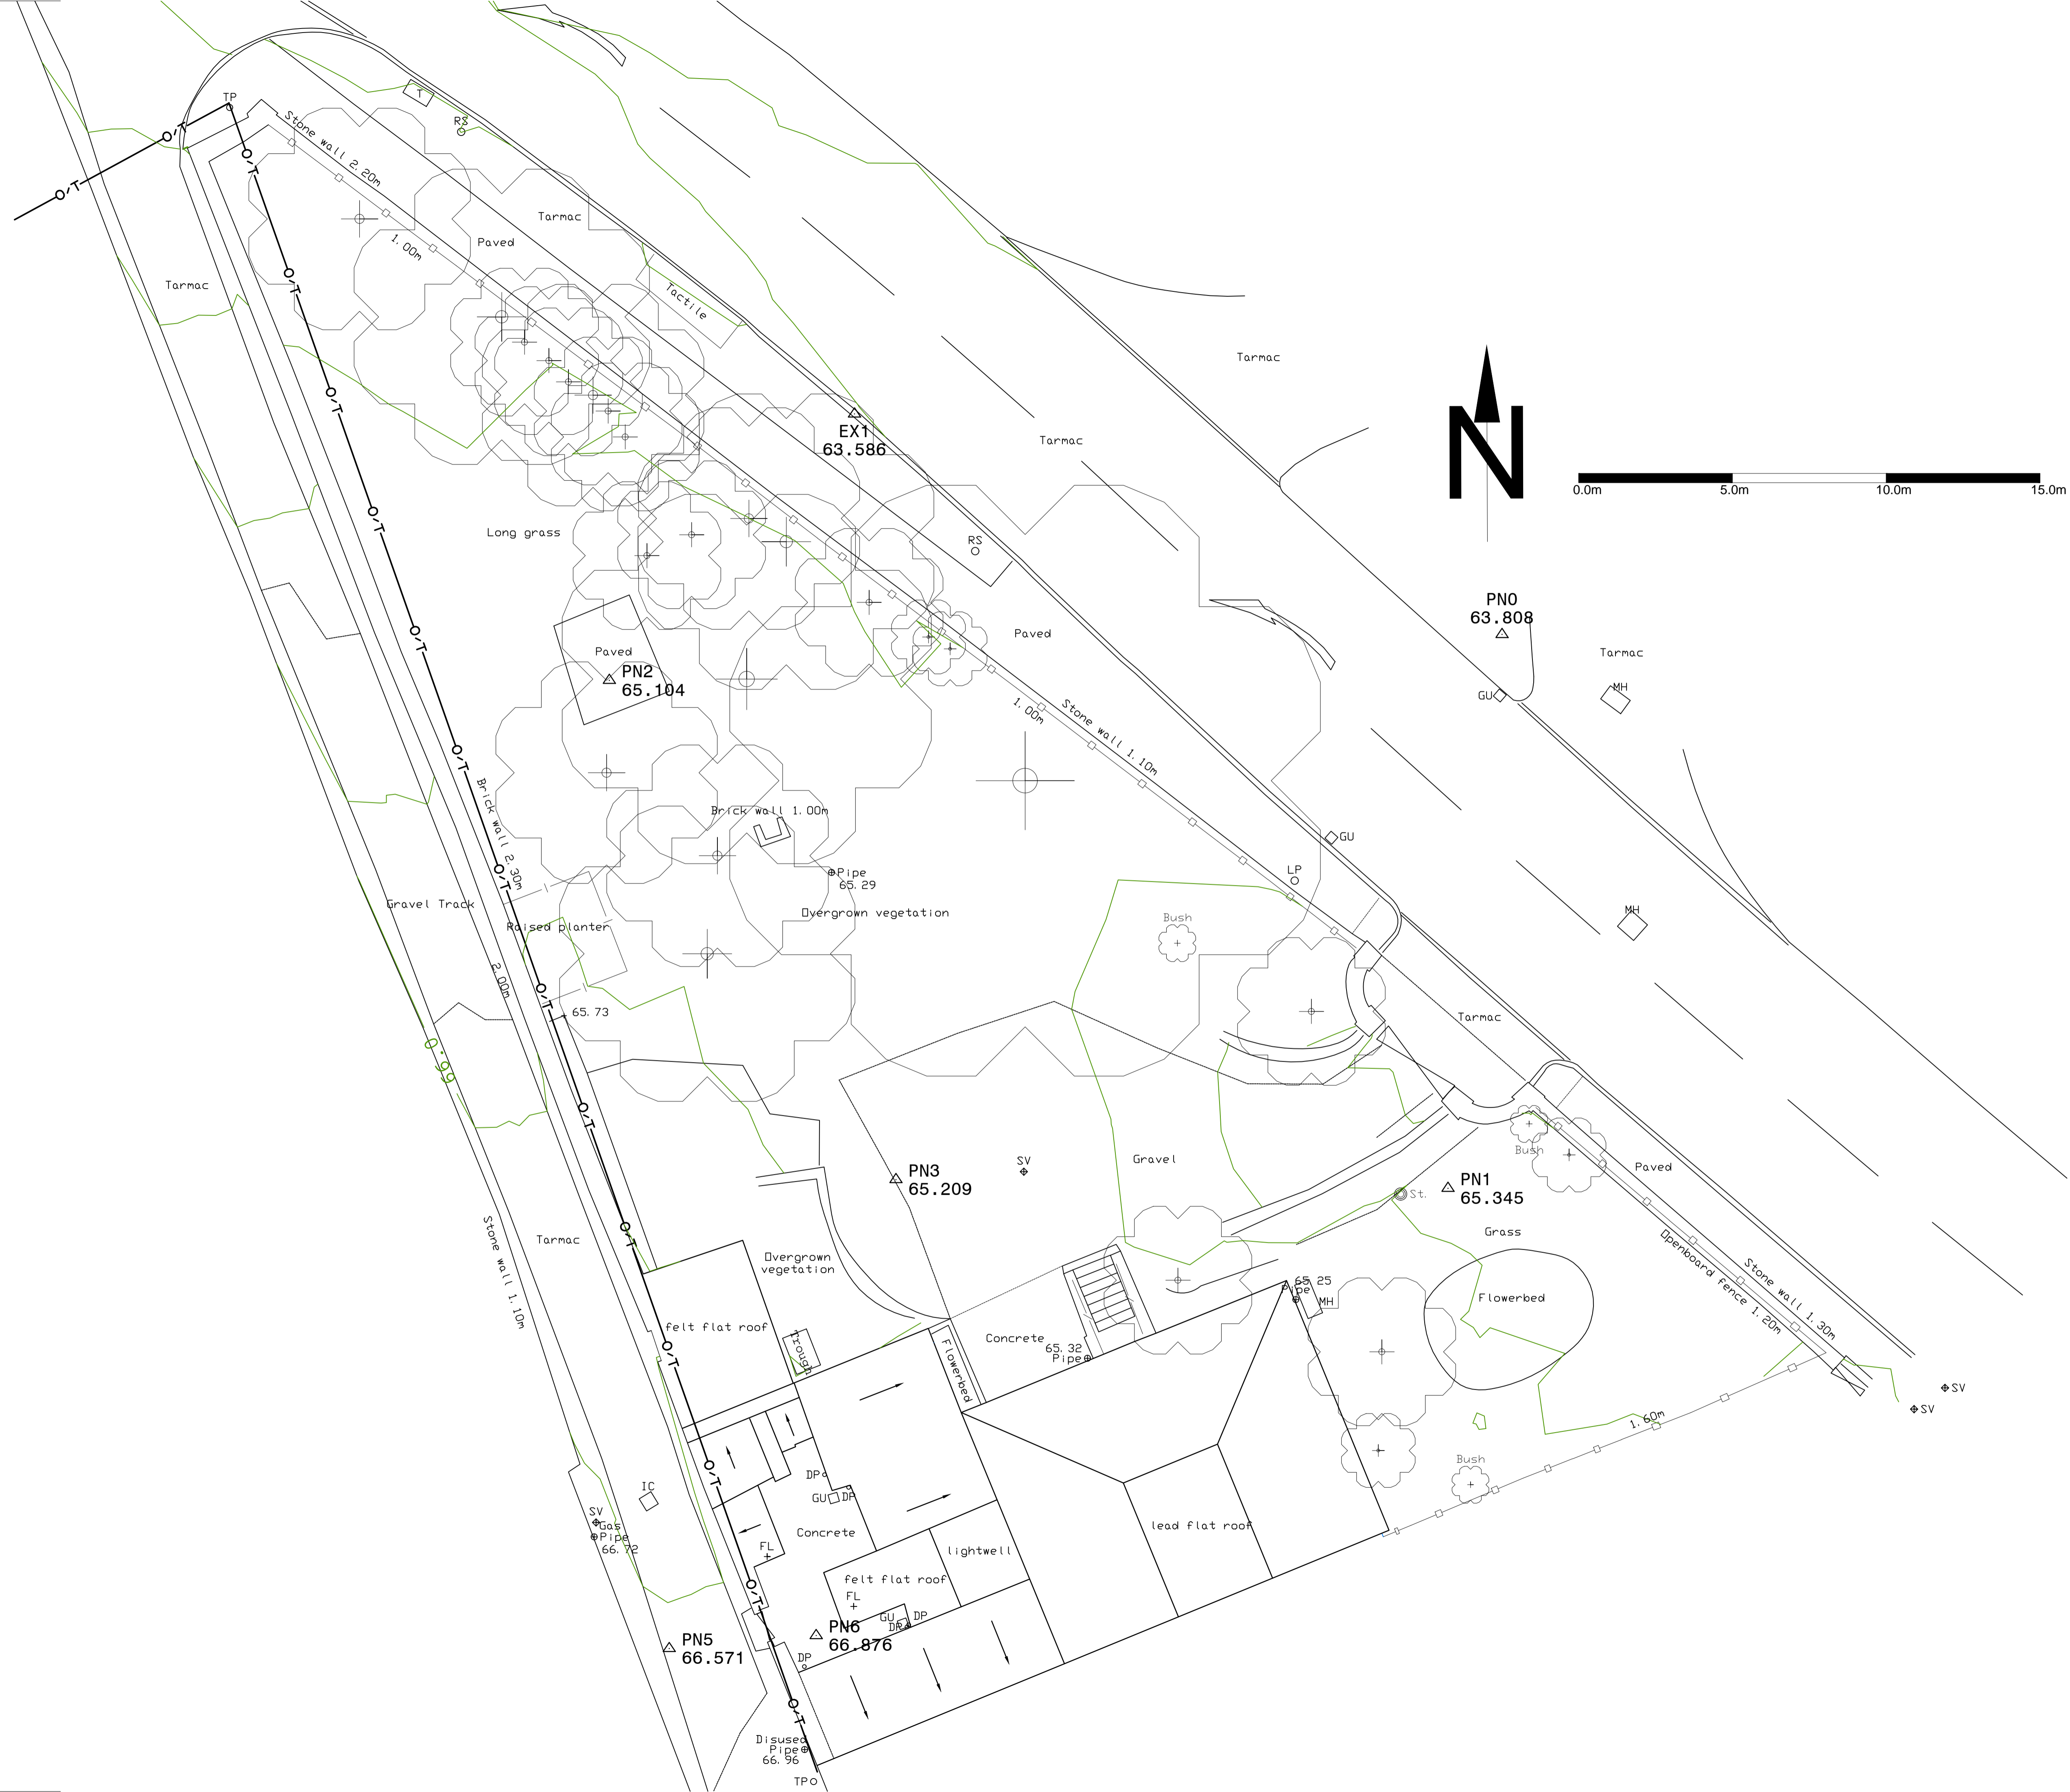 TP
O-T
O-T
O-T
T
RS
Stone wall 2.20m
1.00m
Tarmac
Paved
Tarmac
Tactile
O-T
Tarmac
O-T
EX1
63.586
Tarmac
N
0.0m 5.0m 10.0m 15.0m
O-T
Long grass
RS
PN0
63.808
O-T
Paved
Paved
Tarmac
PN2
65.104
MH
GU
1.00m
Stone wall 1.10m
O-T
Brick wall 2.30m
Brick wall 1.00m
GU
LP
Pipe
65.29
O-T
Gravel Track
Raised planter
Overgrown vegetation
Bush
MH
2.00m
O-T
65.73
Tarmac
66.0
O-T
Bush
Gravel
SV
Paved
PN3
65.209
PN1
65.345
St.
Grass
O-T
Stone wall 1.10m
Tarmac
Overgrown
vegetation
Openboard fence 1.20m
Stone wall 1.30m
65.25
Pipe
MH
Flowerbed
felt flat roof
O-T
Trough
Flowerbed
Concrete
65.32
Pipe
SV
SV
1.60m
O-T
DP
Bush
IC
GU
DP
SV
Gas
Pipe
66.72
Concrete
lead flat roof
FL
lightwell
O-T
felt flat roof
FL
GU
DP
DP
PN5
66.571
PN6
66.876
DP
O-T
Disused
Pipe
66.96
TP